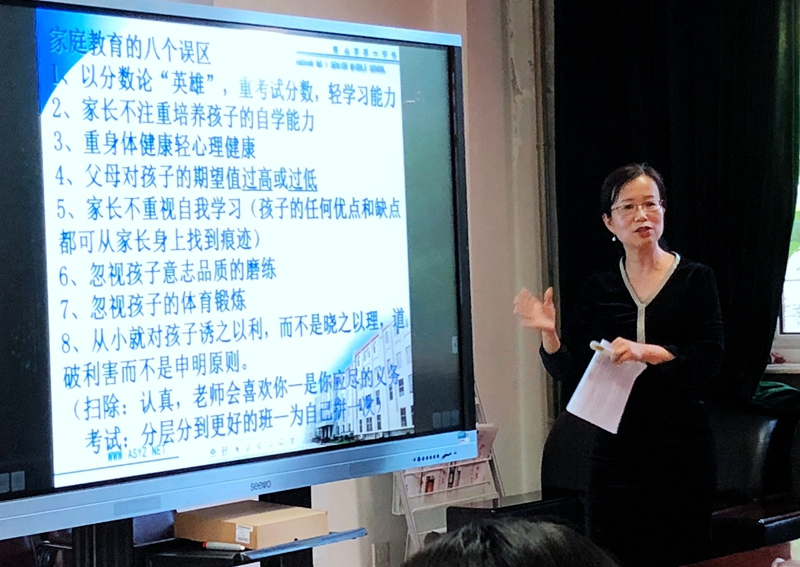 家庭教育的八个误区
1、以分数论“英雄”，重考试分数，轻学习能力
2、家长不注重培养孩子的自学能力
3、重身体健康轻心理健康
4、父母对孩子的期望值过高或过低
5、家长不重视自我学习（孩子的任何优点和缺点
都可从家长身上找到痕迹）
6、忽视孩子意志品质的磨练
7、忽视孩子的体育锻炼
8、从小就对孩子诱之以利，而不是晓之以理，道
破利害而不是申明原则。
（扫除：认真，老师会喜欢你—是你应尽的义务
考试：分层分到更好的班—为自己拼
WWW ASYZ NET
seewo